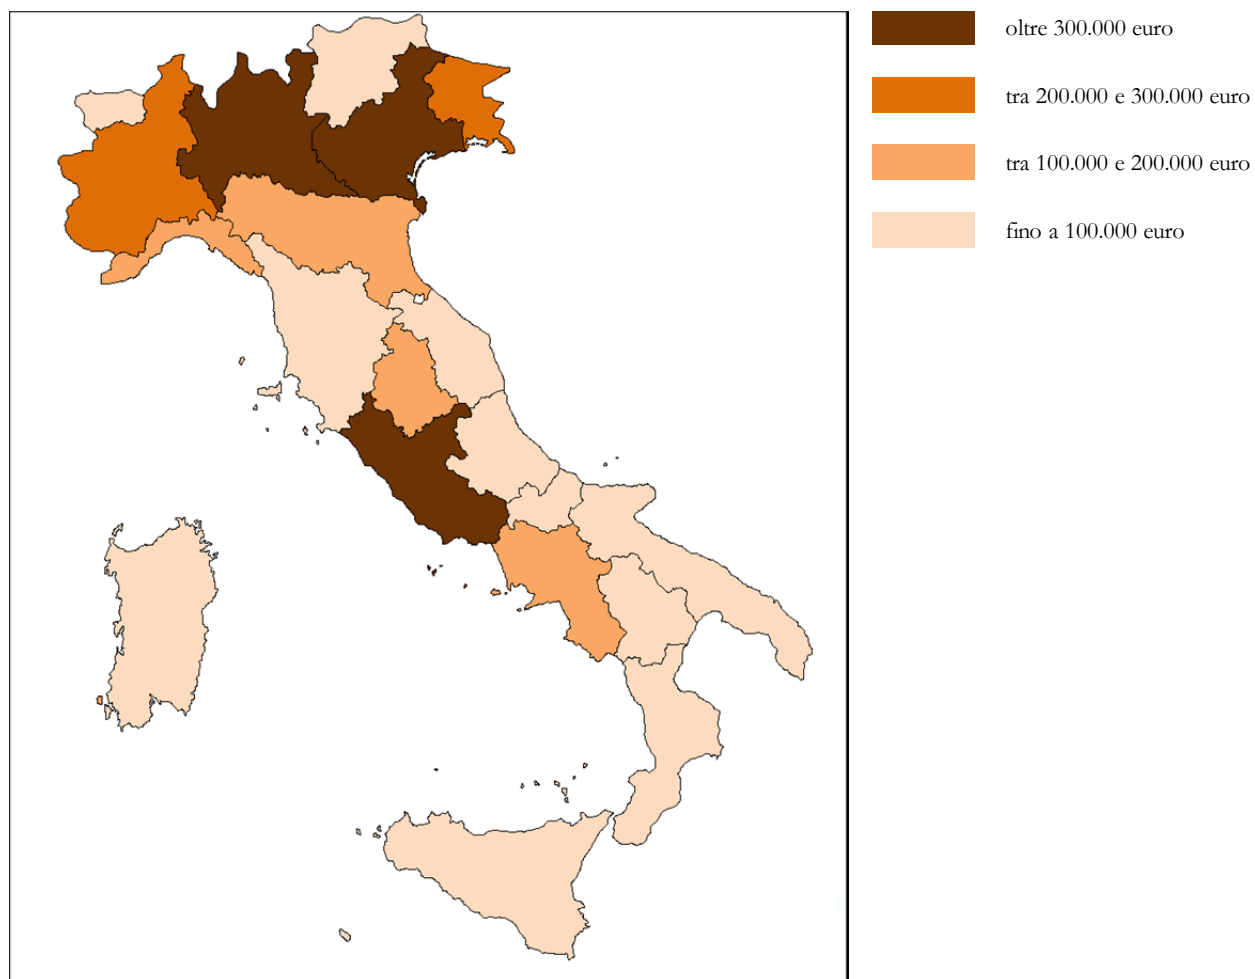 oltre 300.000 euro
tra 200.000 e 300.000 euro
tra 100.000 e 200.000 euro
fino a 100.000 euro